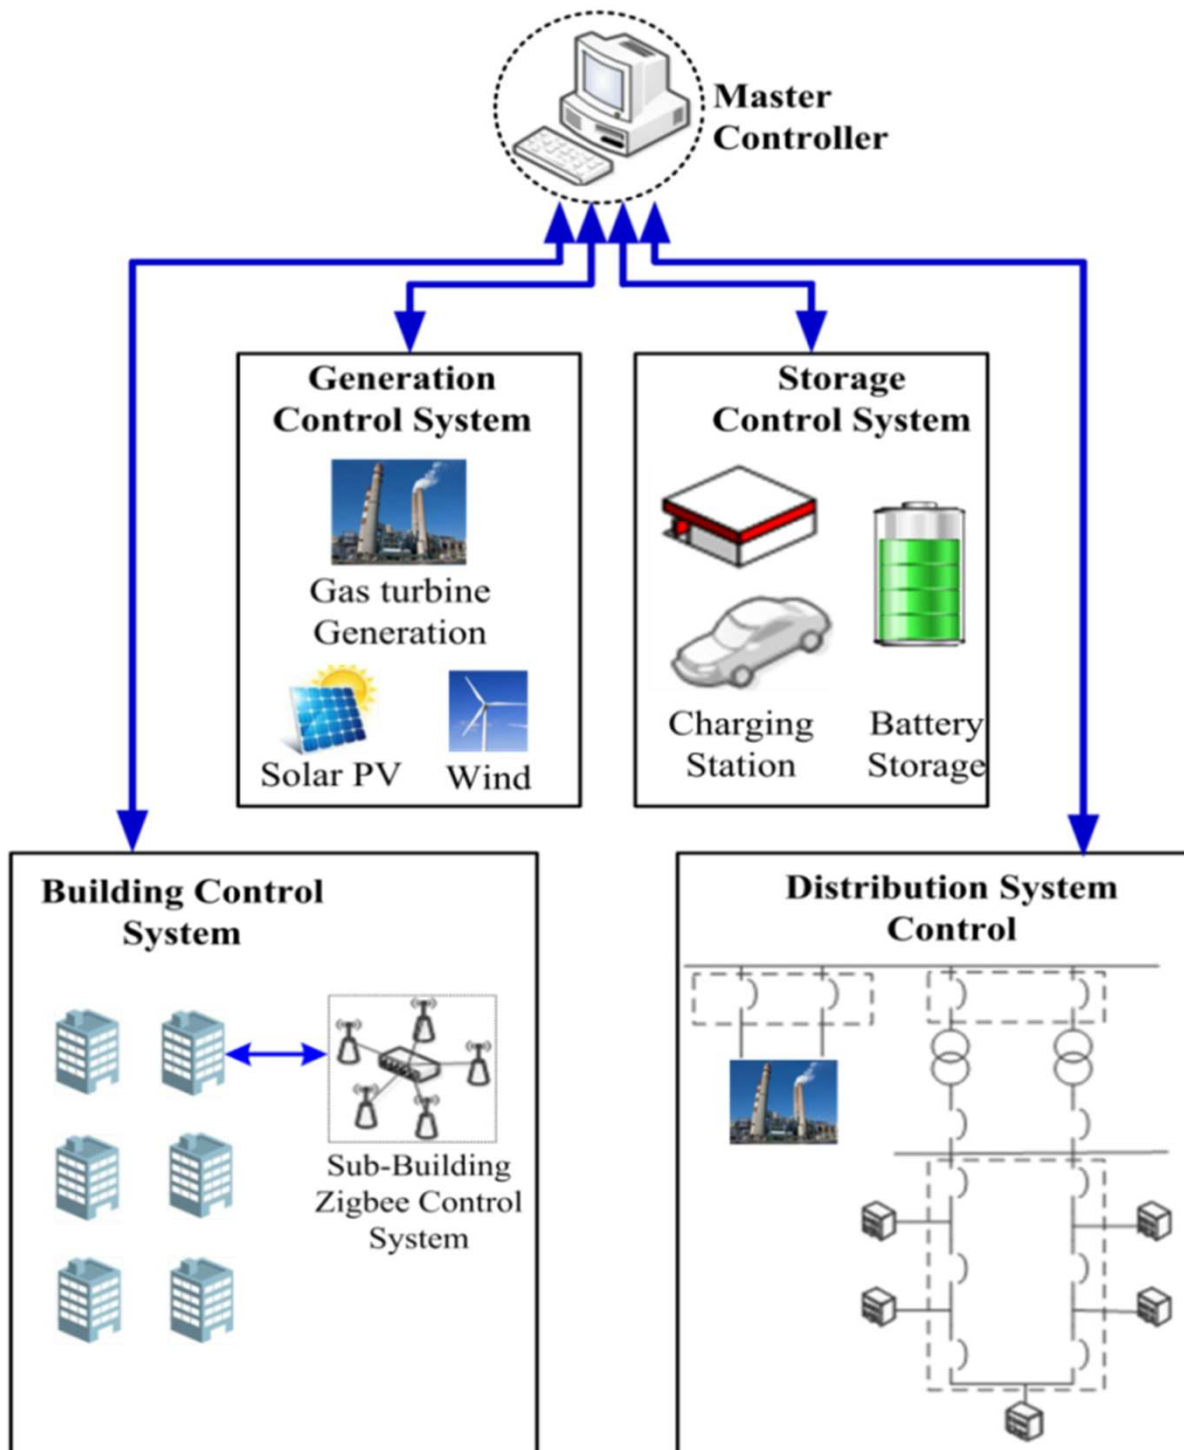 Master
Controller
Generation
Control System
Gas turbine
Generation
Solar PV
Wind
Storage
Control System
Charging
Station
Battery
Storage
Building Control
System
Sub-Building
Zigbee Control
System
Distribution System
Control